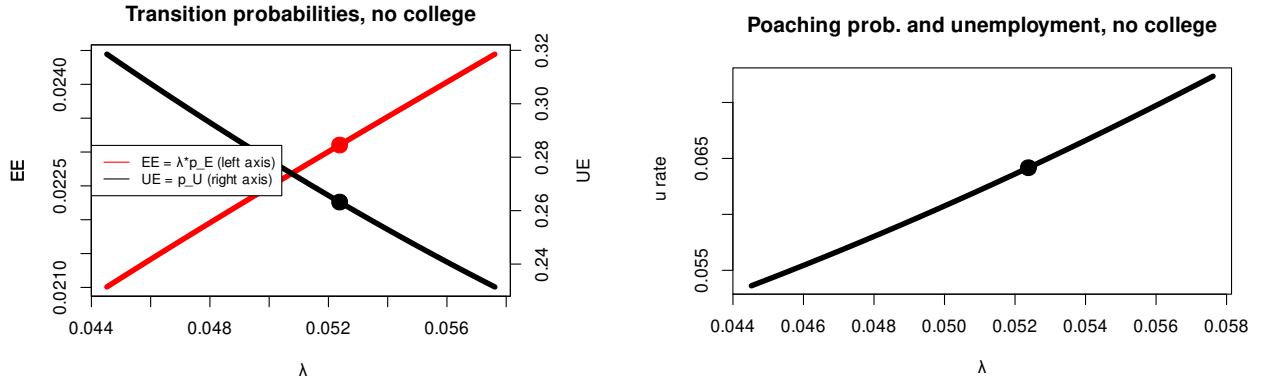 Transition probabilities, no college
EE
0.0210 0.0225 0.0240
EE = λ*p_E (left axis)
UE = p_U (right axis)
0.24 0.26 0.28 0.30 0.32
UE
0.044 0.048 0.052 0.056
λ
Poaching prob. and unemployment, no college
u rate
0.055 0.065
0.044 0.046 0.048 0.050 0.052 0.054 0.056 0.058
λ